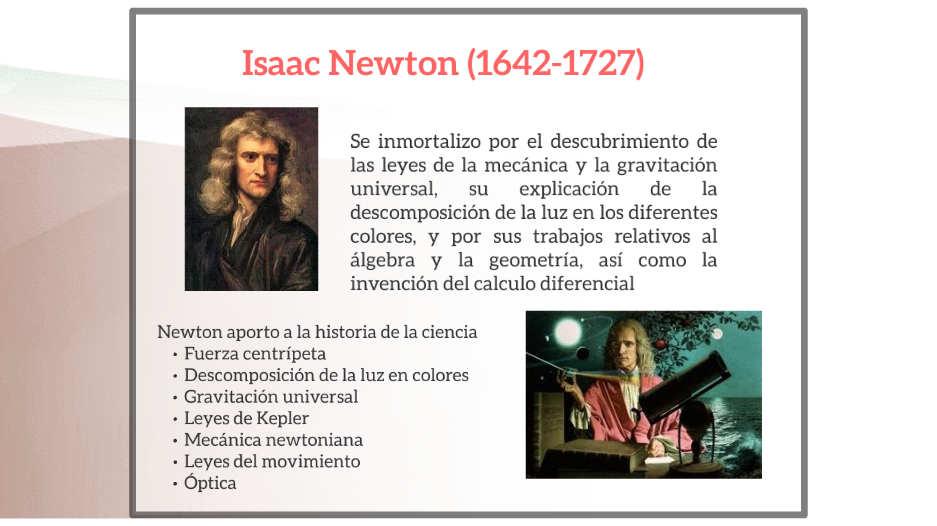 Isaac Newton (1642-1727)
Se inmortalizo por el descubrimiento de
las leyes de la mecánica y la gravitación
universal, su explicación de la
descomposición de la luz en los diferentes
colores, y por sus trabajos relativos al
álgebra y la geometría, así como la
invención del calculo diferencial
Newton aporto a la historia de la ciencia
• Fuerza centrípeta
• Descomposición de la luz en colores
• Gravitación universal
• Leyes de Kepler
• Mecánica newtoniana
• Leyes del movimiento
• Óptica